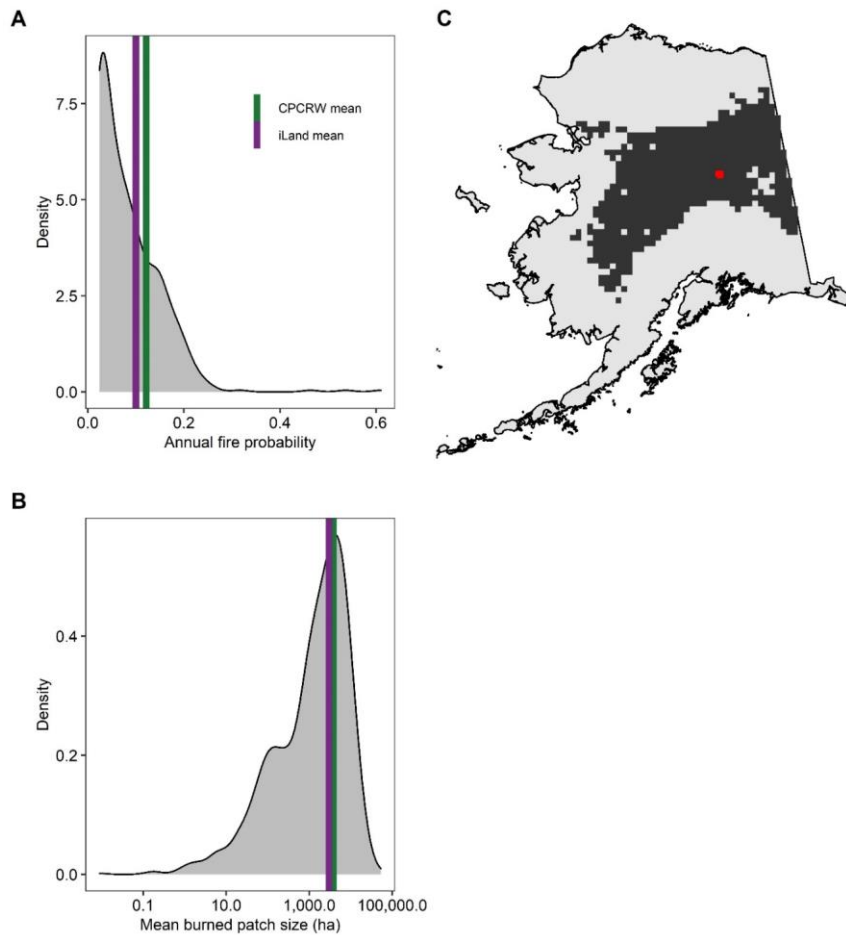 A
7.5
5.0
2.5
0.0
Density
CPCRW mean
iLand mean
0.0
0.2
0.4
0.6
Annual fire probability
C
B
0.4
0.2
0.0
Density
0.1
10.0
1,000.0
100,000.0
Mean burned patch size (ha)